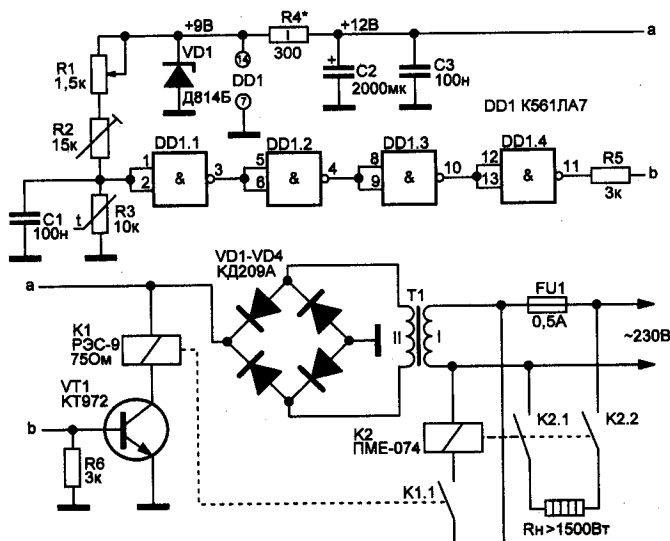 +9В
R4*
300
+12В
a
R1
1,5к
VD1
Д814Б
14
DD1
7
+
C2
2000мк
C3
100н
DD1 К561ЛА7
R2
15к
DD1.1
DD1.2
DD1.3
DD1.4
1
2
&
3
5
6
&
4
8
9
&
10
12
13
&
11
R5
3к
b
C1
100н
t
R3
10к
VD1-VD4
КД209А
a
T1
II
I
FU1
0,5А
~230В
K1
РЭС-9
75Ом
VT1
КТ972
b
R6
3к
K2
ПМЕ-074
K2.1
K2.2
K1.1
Rн>1500Вт